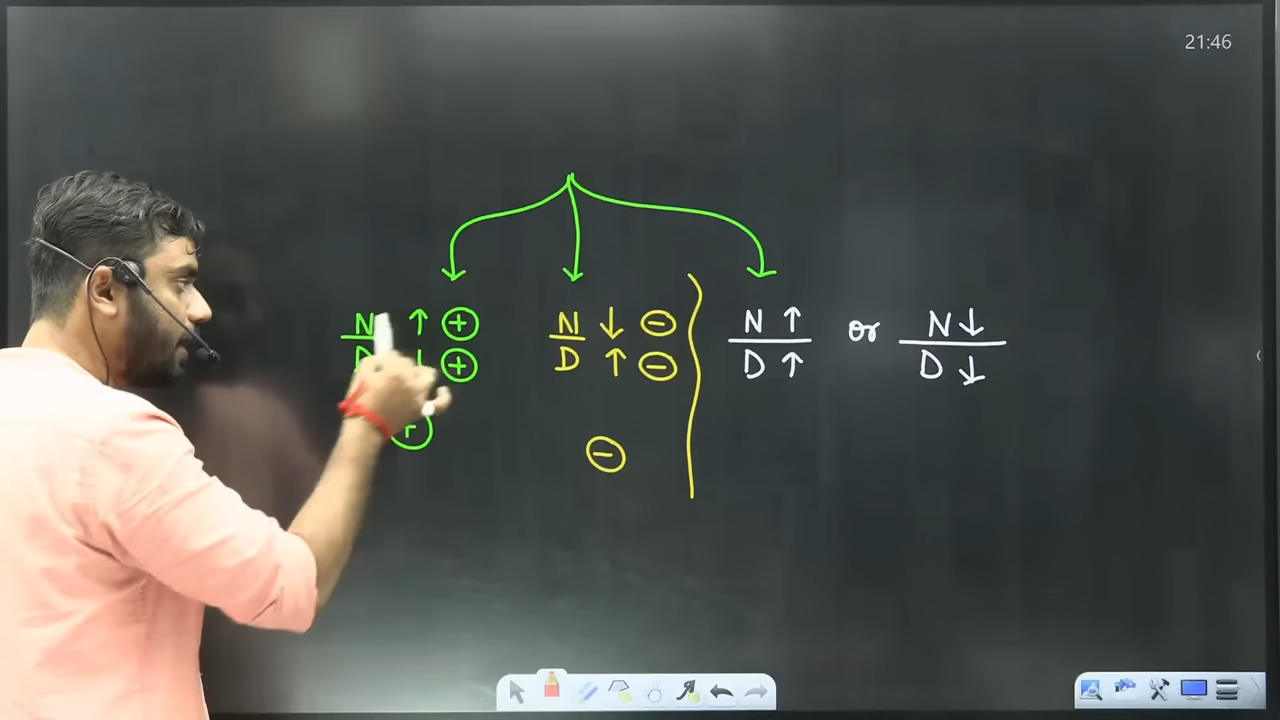 21:46
N ↑ ⊕
D ↓ ⊕
N ↓ ⊖
D ↑ ⊖
⊖
N ↑
D ↑
or
N ↓
D ↓